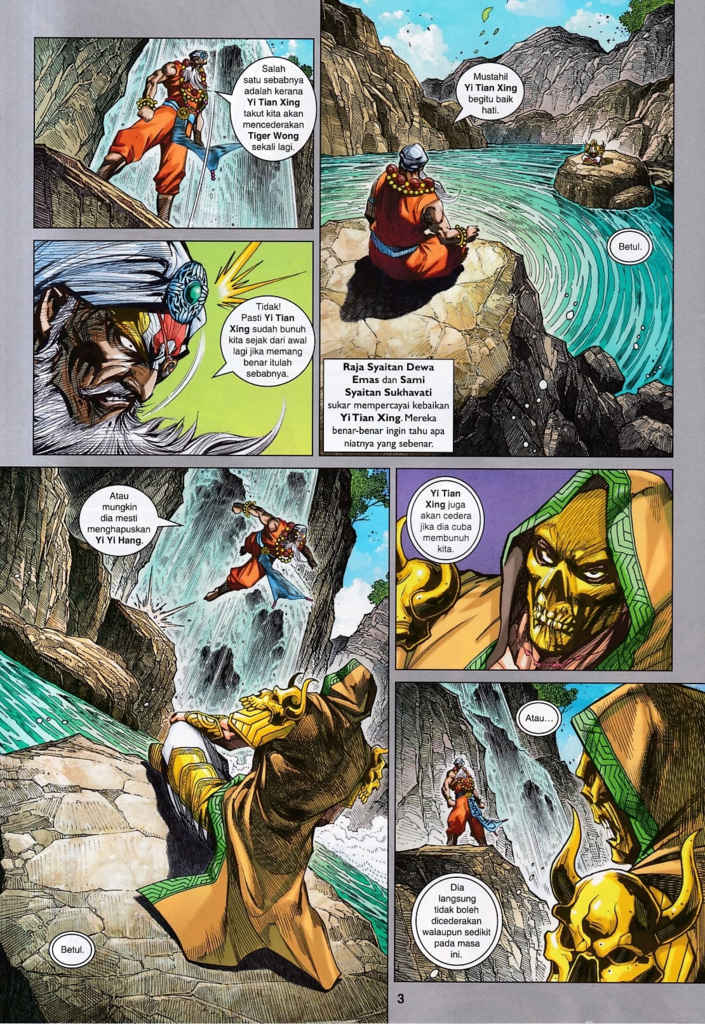 Mustahil
Yi Tian Xing
begitu baik
hati.
Betul.
Raja Syaitan Dewa
Emas dan Sami
Syaitan Sukhavati
sukar mempercayai kebaikan
Yi Tian Xing. Mereka
benar-benar ingin tahu apa
niatnya yang sebenar.
Salah
satu sebabnya
adalah kerana
Yi Tian Xing
takut kita akan
mencederakan
Tiger Wong
sekali lagi.
Tidak!
Pasti Yi Tian
Xing sudah bunuh
kita sejak dari awal
lagi jika memang
benar itulah
sebabnya.
Yi Tian
Xing juga
akan cedera
jika dia cuba
membunuh
kita.
Atau
mungkin
dia mesti
menghapuskan
Yi Yi Hang.
Betul.
Atau...
Dia
langsung
tidak boleh
dicederakan
walaupun sedikit
pada masa
ini.
3